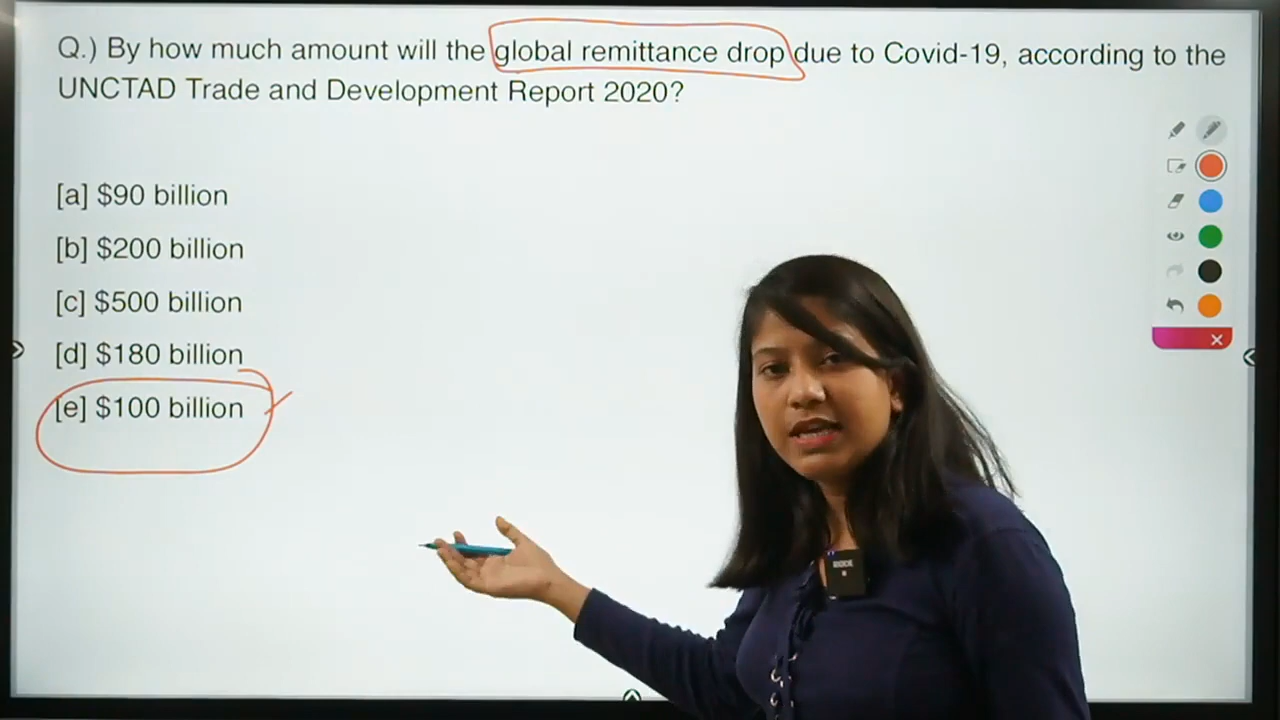 Q.) By how much amount will the global remittance drop due to Covid-19, according to the
UNCTAD Trade and Development Report 2020?
[a] $90 billion
[b] $200 billion
[c] $500 billion
[d] $180 billion
[e] $100 billion
RODE